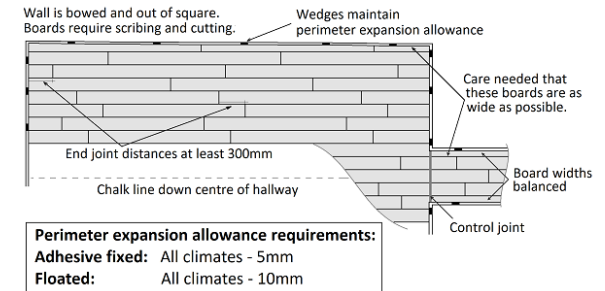 Wall is bowed and out of square.
Boards require scribing and cutting.
Wedges maintain
perimeter expansion allowance
Care needed that
these boards are as
wide as possible.
End joint distances at least 300mm
Board widths
balanced
Chalk line down centre of hallway
Control joint
Perimeter expansion allowance requirements:
Adhesive fixed: All climates - 5mm
Floated: All climates - 10mm